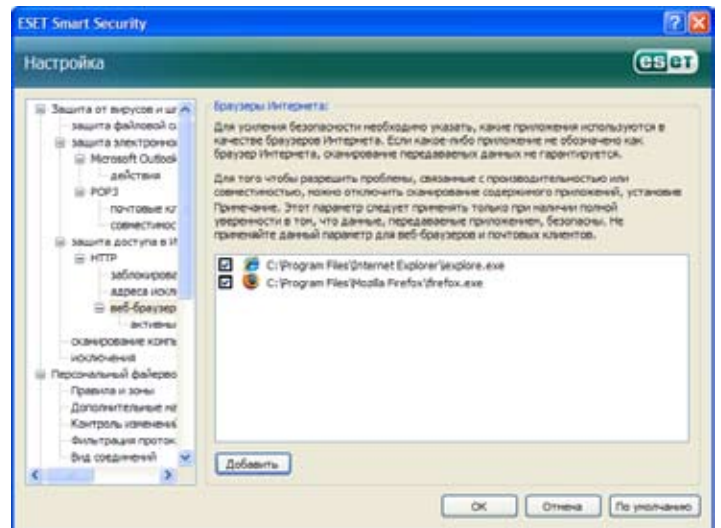 ESET Smart Security
Настройка
eset
Защита от вирусов и шп
защита файловой с
защита электронно
Microsoft Outlook
действия
POP3
почтовые кл
совместимос
защита доступа в И
HTTP
заблокирова
адреса искл
веб-браузер
активны
сканирование компь
исключения
Персональный файерво
Правила и зоны
Дополнительные на
Контроль изменений
Фильтрация проток
Вид соединений
Браузеры Интернета:
Для усиления безопасности необходимо указать, какие приложения используются в
качестве браузеров Интернета. Если какое-либо приложение не обозначено как
браузер Интернета, сканирование передаваемых данных не гарантируется.
Для того чтобы разрешить проблемы, связанные с производительностью или
совместимостью, можно отключить сканирование содержимого приложений, установив
Примечание. Этот параметр следует применять только при наличии полной
уверенности в том, что данные, передаваемые приложением, безопасны. Не
применяйте данный параметр для веб-браузеров и почтовых клиентов.
C:\Program Files\Internet Explorer\iexplore.exe
C:\Program Files\Mozilla Firefox\firefox.exe
Добавить
OK
Отмена
По умолчанию